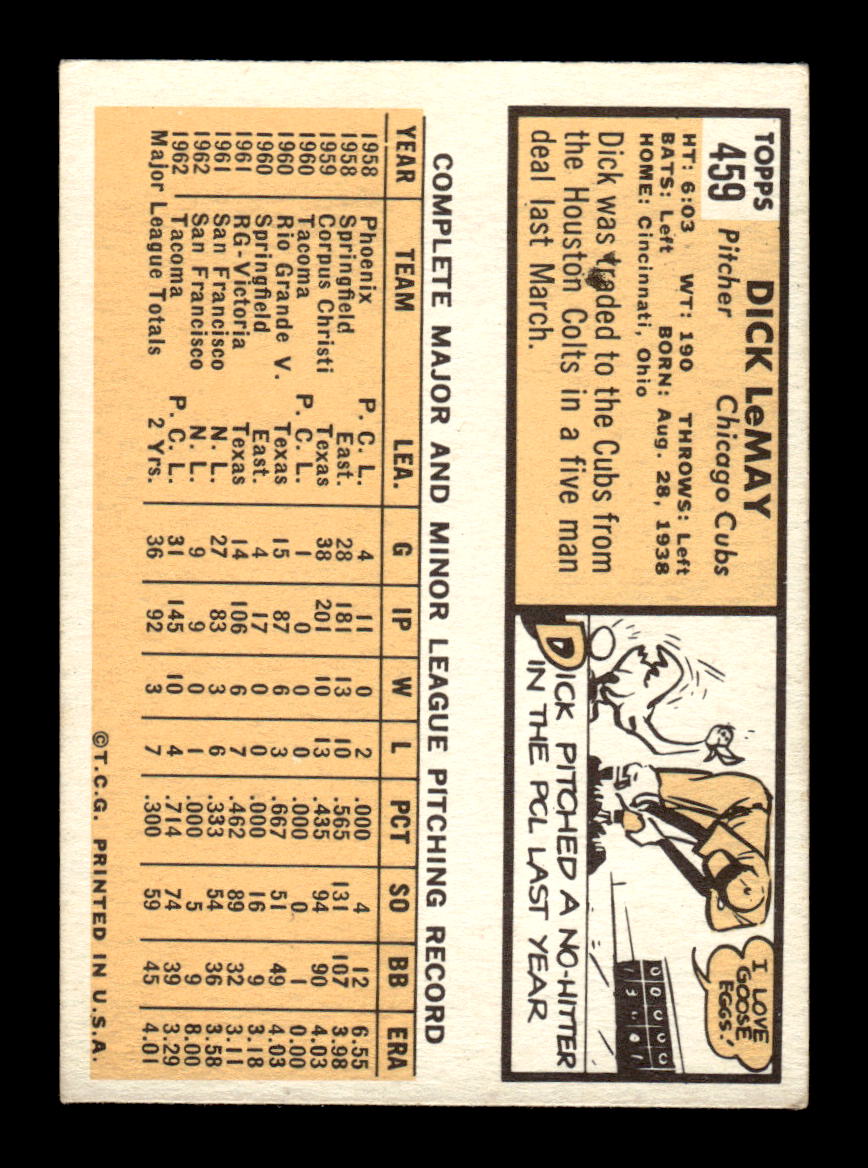 TOPPS
459
DICK LeMAY
Pitcher Chicago Cubs
HT: 6:03 WT: 190 THROWS: Left
BATS: Left BORN: Aug. 28, 1938
HOME: Cincinnati, Ohio
Dick was traded to the Cubs from
the Houston Colts in a five man
deal last March.
I LOVE
GOOSE
EGGS!
DICK PITCHED A NO-HITTER
IN THE PCL LAST YEAR
COMPLETE MAJOR AND MINOR LEAGUE PITCHING RECORD
YEAR TEAM LEA. G IP W L PCT SO BB ERA
1958 Phoenix P.C.L. 4 11 0 2 .000 4 12 6.55
1958 Springfield East. 28 181 13 10 .565 131 107 3.98
1959 Corpus Christi Texas 38 201 10 13 .435 94 90 4.03
1960 Tacoma P.C.L. 1 0 0 0 .000 0 1 0.00
1960 Rio Grande V. Texas 15 87 6 3 .667 51 49 4.03
1960 Springfield East. 4 17 0 0 .000 16 9 3.18
1961 RG-Victoria Texas 14 106 6 7 .462 89 32 3.11
1961 San Francisco N.L. 27 83 3 6 .333 54 36 3.58
1962 San Francisco N.L. 9 9 0 1 .000 5 9 8.00
1962 Tacoma P.C.L. 31 145 10 4 .714 74 39 3.29
Major League Totals 2 Yrs. 36 92 3 7 .300 59 45 4.01
©T.C.G. PRINTED IN U.S.A.